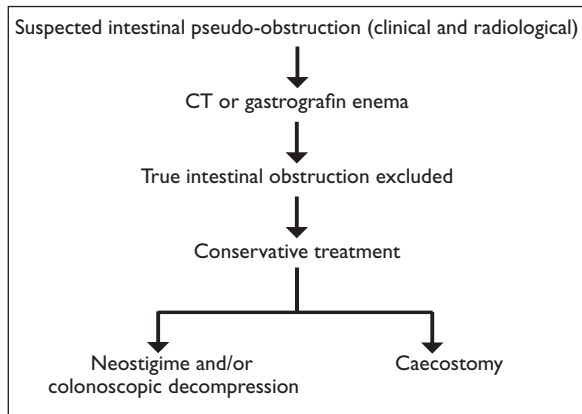 Suspected intestinal pseudo-obstruction (clinical and radiological)
CT or gastrografin enema
True intestinal obstruction excluded
Conservative treatment
Neostigime and/or
colonoscopic decompression
Caecostomy